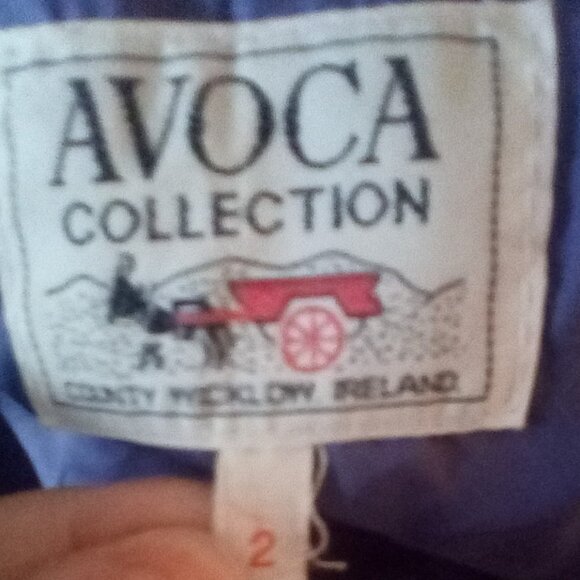 AVOCA
COLLECTION
COUNTY WICKLOW IRELAND
2